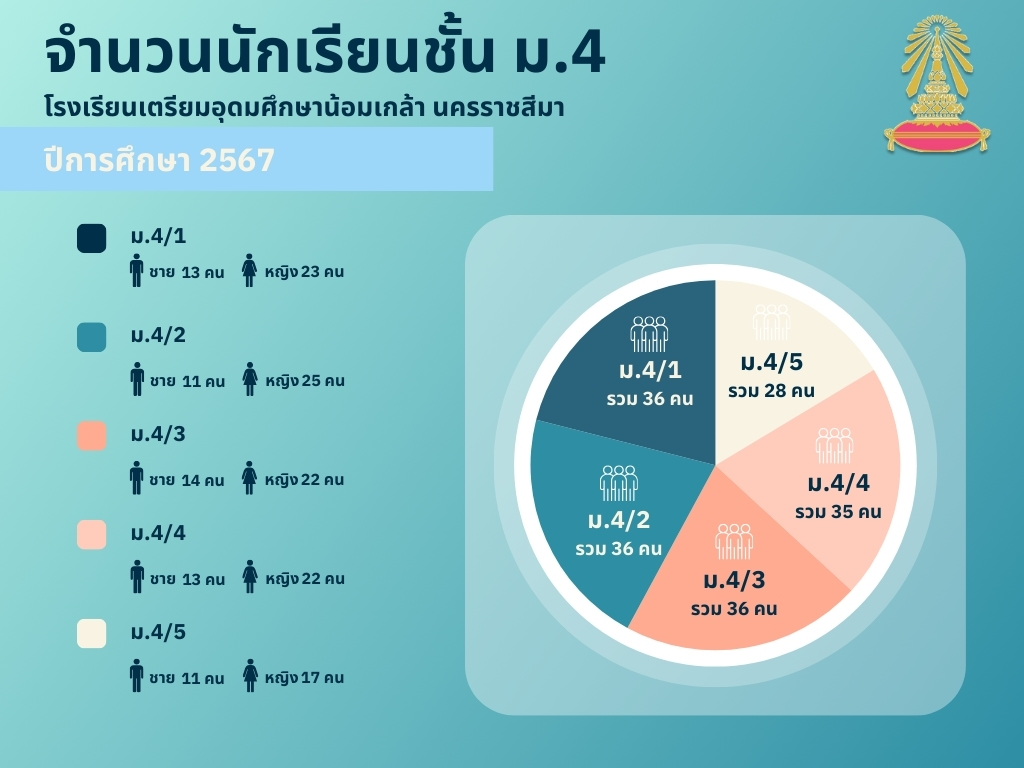 จำนวนนักเรียนชั้น ม.4
โรงเรียนเตรียมอุดมศึกษาน้อมเกล้า นครราชสีมา
ปีการศึกษา 2567
ม.4/1
ชาย 13 คน หญิง 23 คน
ม.4/2
ชาย 11 คน หญิง 25 คน
ม.4/3
ชาย 14 คน หญิง 22 คน
ม.4/4
ชาย 13 คน หญิง 22 คน
ม.4/5
ชาย 11 คน หญิง 17 คน
ม.4/1
รวม 36 คน
ม.4/5
รวม 28 คน
ม.4/4
รวม 35 คน
ม.4/2
รวม 36 คน
ม.4/3
รวม 36 คน